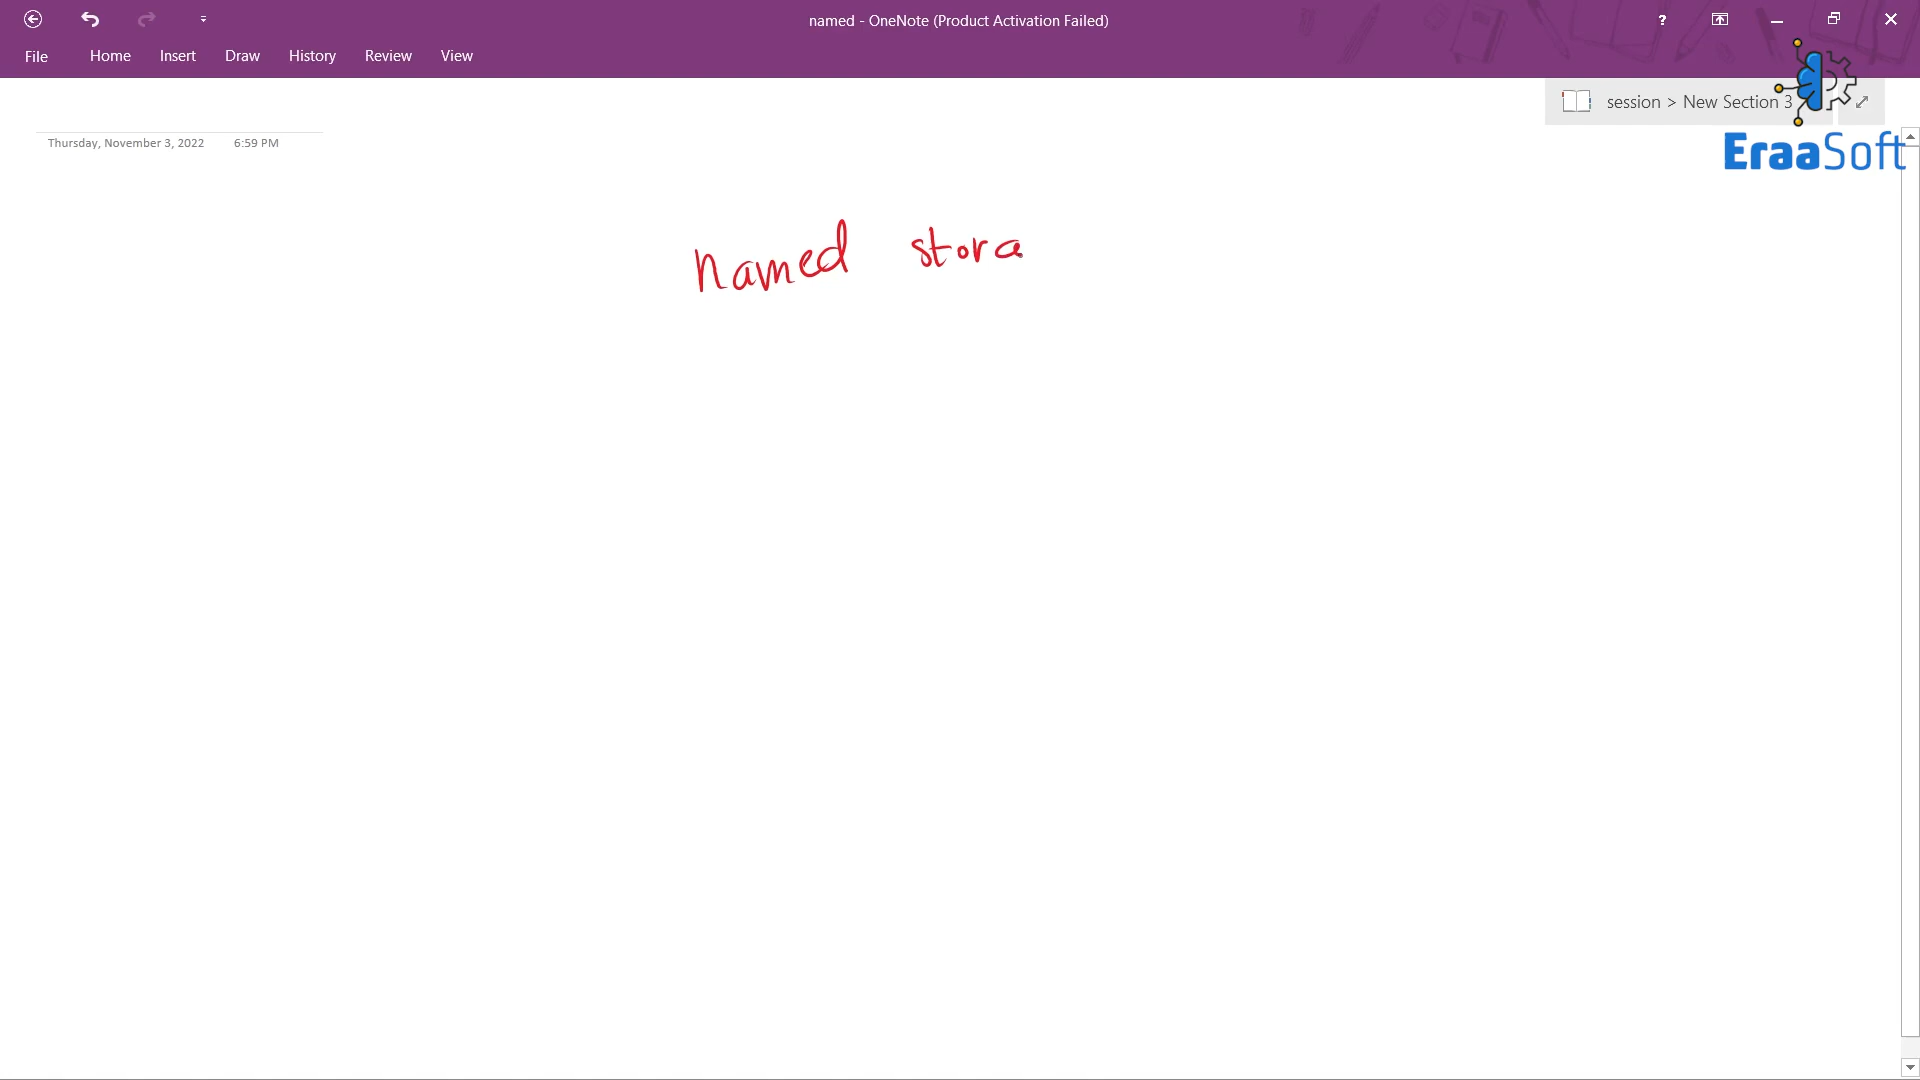 named - OneNote (Product Activation Failed)
?
File Home Insert Draw History Review View
session > New Section 3
Thursday, November 3, 2022 6:59 PM
EraaSoft
named stora